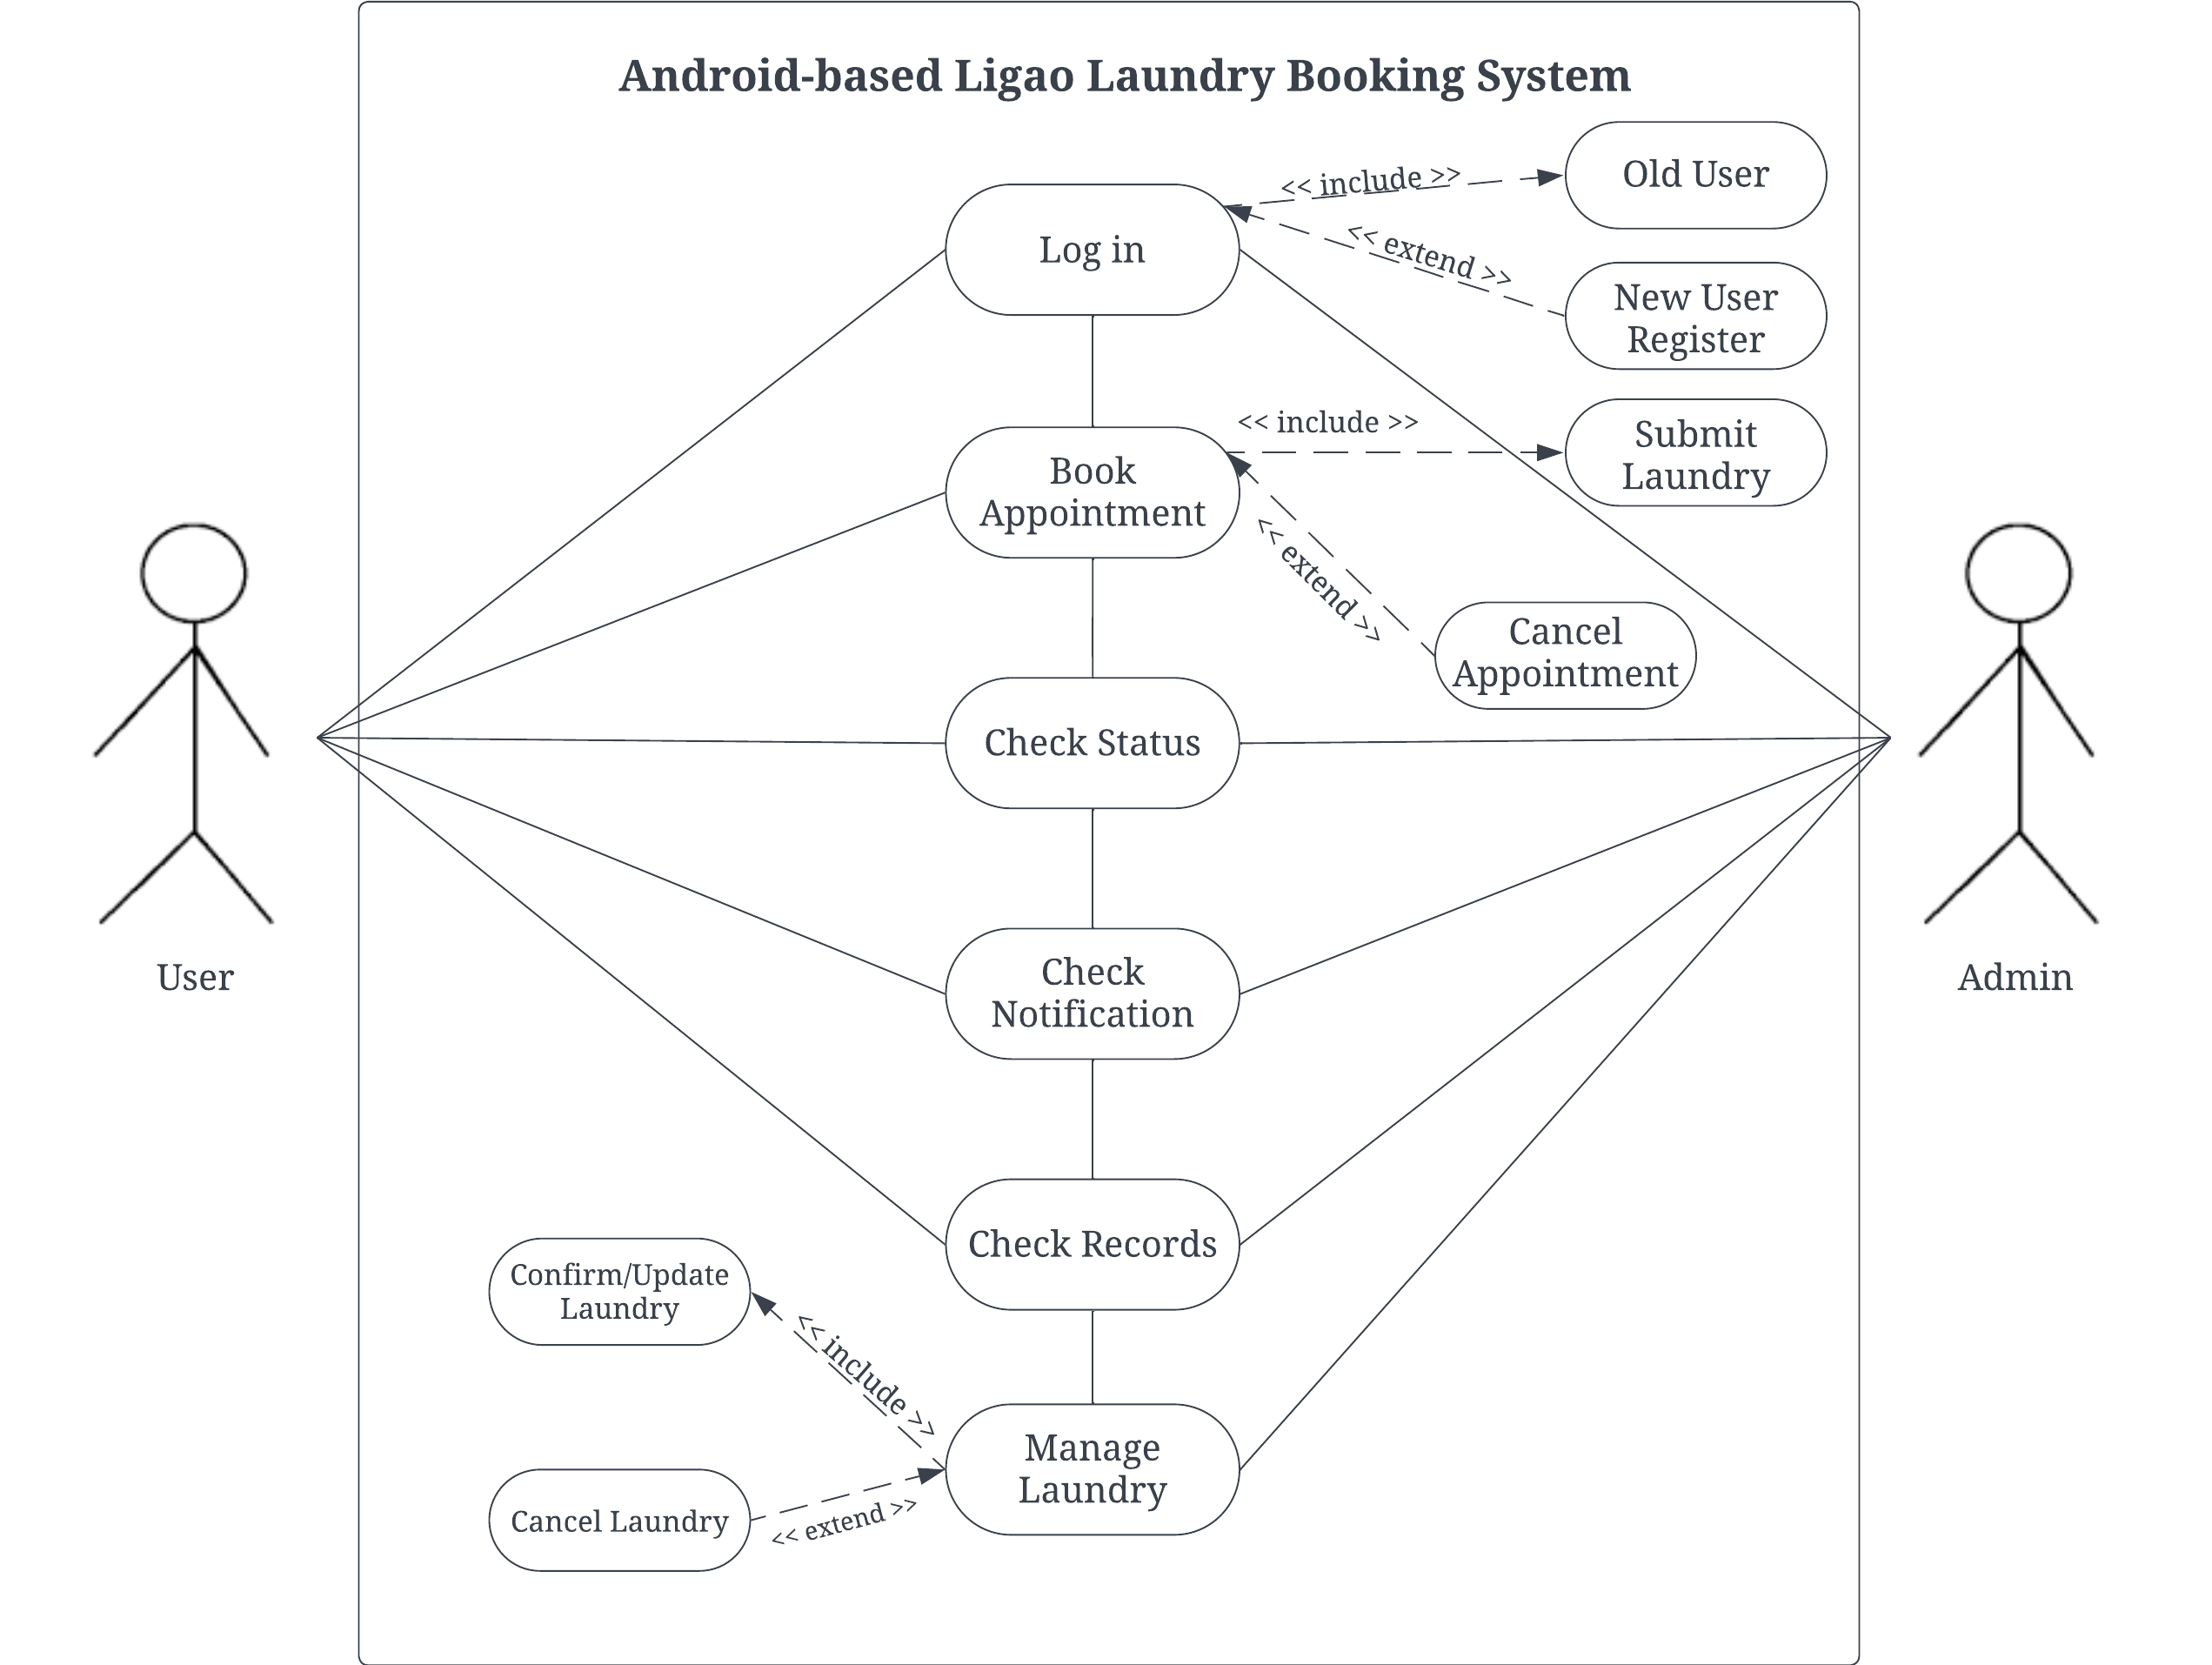 Android-based Ligao Laundry Booking System
Old User
<< include >>
Log in
<< extend >>
New User
Register
<< include >>
Submit
Laundry
Book
Appointment
<< extend >>
Cancel
Appointment
Check Status
User
Admin
Check
Notification
Check Records
Confirm/Update
Laundry
<< include >>
Manage
Laundry
Cancel Laundry
<< extend >>